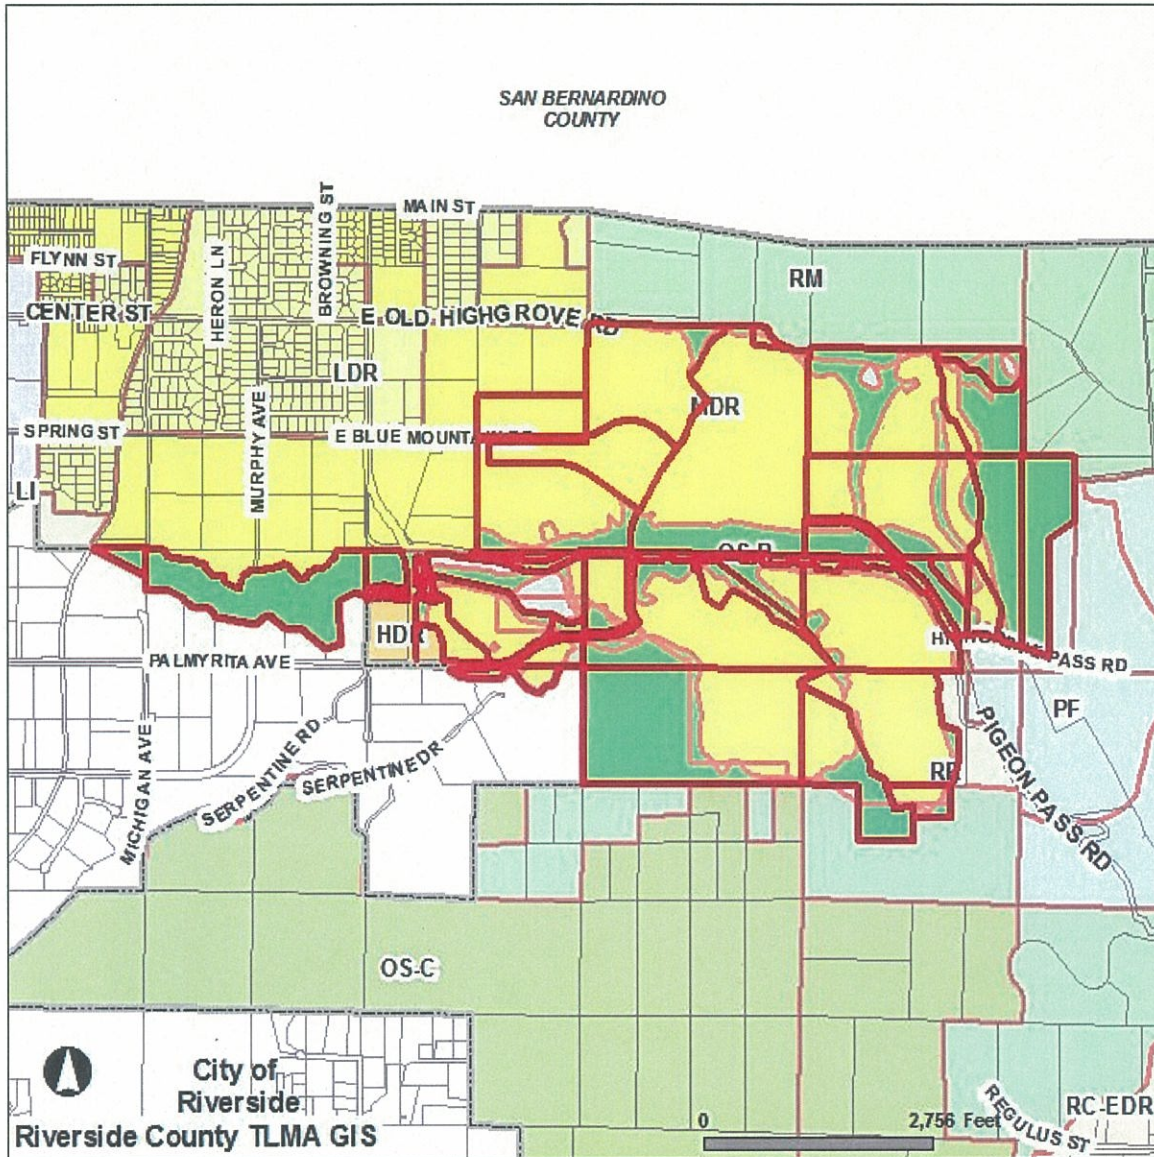 SAN BERNARDINO
COUNTY
MAIN ST
BROWNING ST
FLYNN ST
HERON LN
RM
CENTER ST
E OLD HIGHGROVE RD
LDR
MDR
SPRING ST
MURPHY AVE
E BLUE
LI
HDR
PASS RD
PALMYRITA AVE
PF
PIGEON PASS RD
MICHIGAN AVE
SERPENTINE RD
SERPENTINE DR
OS-C
City of
Riverside
Riverside County TLMA GIS
0
2,756 Feet
REGULUS ST
RC-EDR